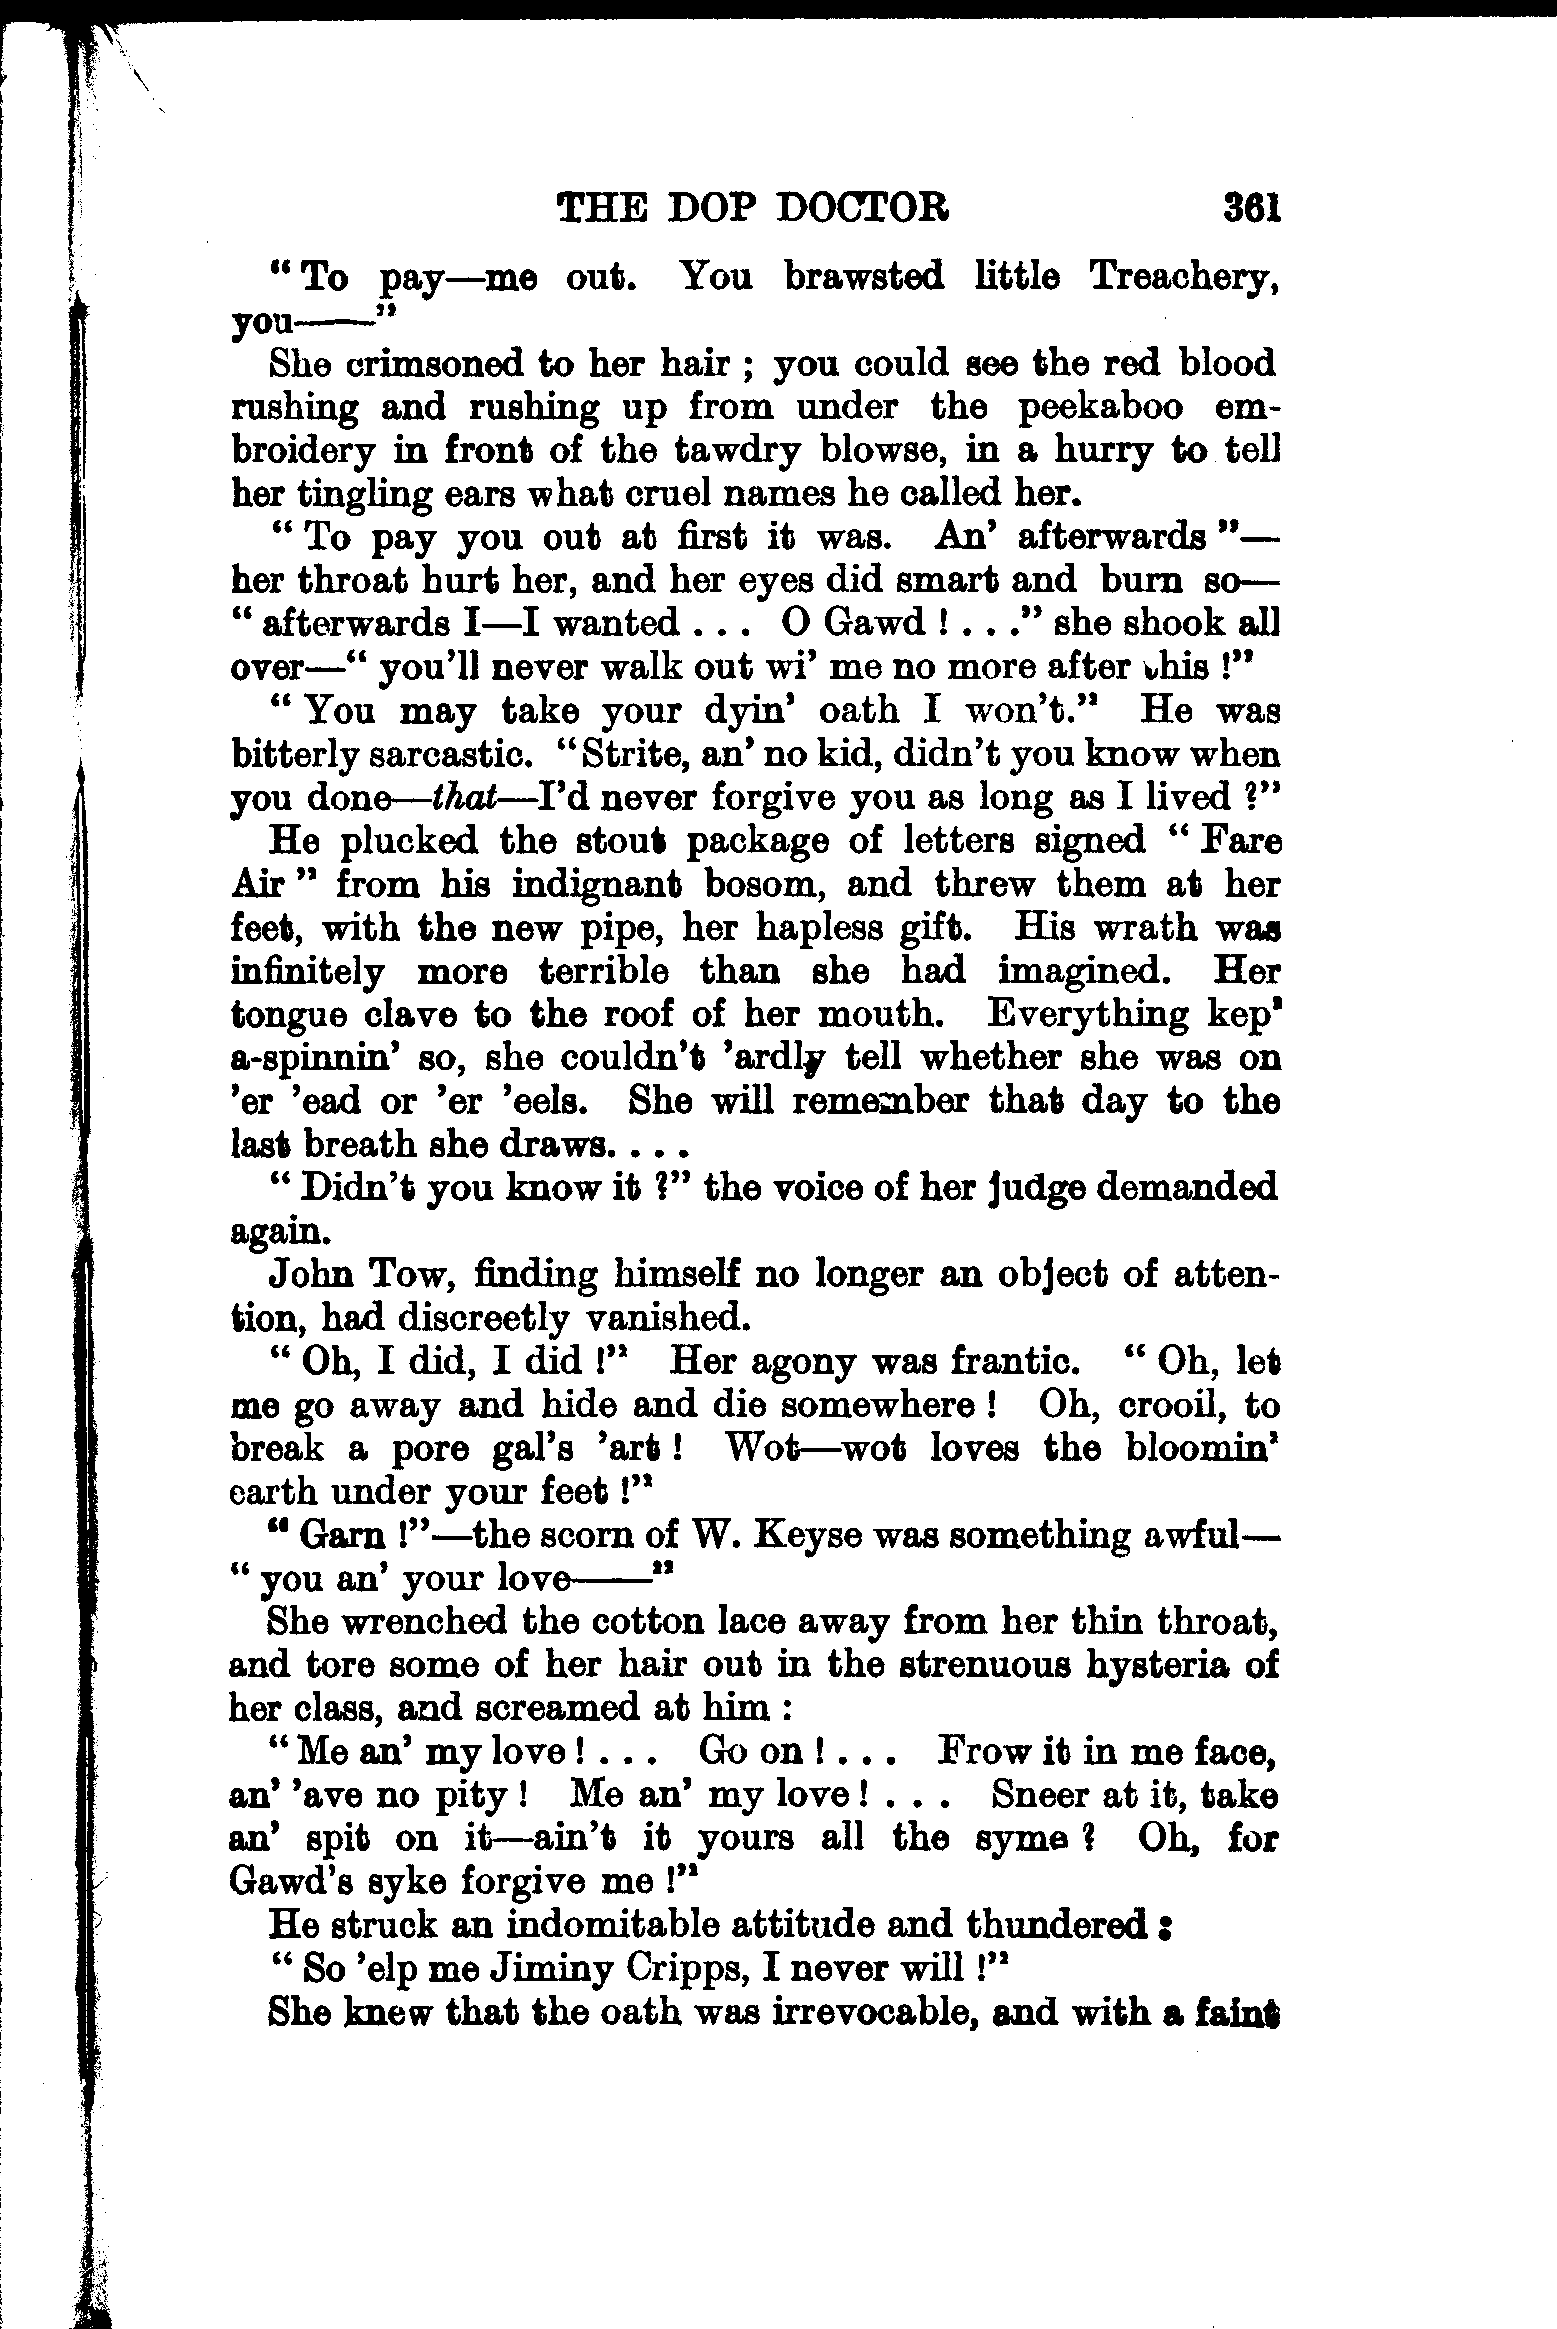 THE DOP DOCTOR 361
“ To pay—me out. You brawsted little Treachery,
you——”
She crimsoned to her hair ; you could see the red blood
rushing and rushing up from under the peekaboo em-
broidery in front of the tawdry blowse, in a hurry to tell
her tingling ears what cruel names he called her.
“ To pay you out at first it was. An’ afterwards ”—
her throat hurt her, and her eyes did smart and burn so—
“ afterwards I—I wanted . . . O Gawd ! . . .” she shook all
over—“ you’ll never walk out wi’ me no more after this !”
“ You may take your dyin’ oath I won’t.” He was
bitterly sarcastic. “Strite, an’ no kid, didn’t you know when
you done—that—I’d never forgive you as long as I lived ?”
He plucked the stout package of letters signed “ Fare
Air ” from his indignant bosom, and threw them at her
feet, with the new pipe, her hapless gift. His wrath was
infinitely more terrible than she had imagined. Her
tongue clave to the roof of her mouth. Everything kep’
a-spinnin’ so, she couldn’t ’ardly tell whether she was on
’er ’ead or ’er ’eels. She will remember that day to the
last breath she draws. . . .
“ Didn’t you know it ?” the voice of her judge demanded
again.
John Tow, finding himself no longer an object of atten-
tion, had discreetly vanished.
“ Oh, I did, I did !” Her agony was frantic. “ Oh, let
me go away and hide and die somewhere ! Oh, crooil, to
break a pore gal’s ’art ! Wot—wot loves the bloomin’
earth under your feet !”
“ Garn !”—the scorn of W. Keyse was something awful—
“ you an’ your love——”
She wrenched the cotton lace away from her thin throat,
and tore some of her hair out in the strenuous hysteria of
her class, and screamed at him :
“ Me an’ my love ! . . . Go on ! . . . Frow it in me face,
an’ ’ave no pity ! Me an’ my love ! . . . Sneer at it, take
an’ spit on it—ain’t it yours all the syme ? Oh, for
Gawd’s syke forgive me !”
He struck an indomitable attitude and thundered :
“ So ’elp me Jiminy Cripps, I never will !”
She knew that the oath was irrevocable, and with a faint